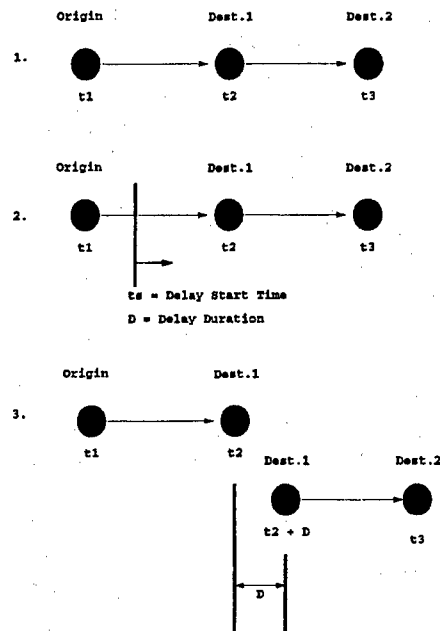 Origin Dest.1 Dest.2
1.
t1 t2 t3
Origin Dest.1 Dest.2
2.
t1 t2 t3
ts = Delay Start Time
D = Delay Duration
Origin Dest.1
3.
t1 t2
Dest.1 Dest.2
t2 + D t3
D